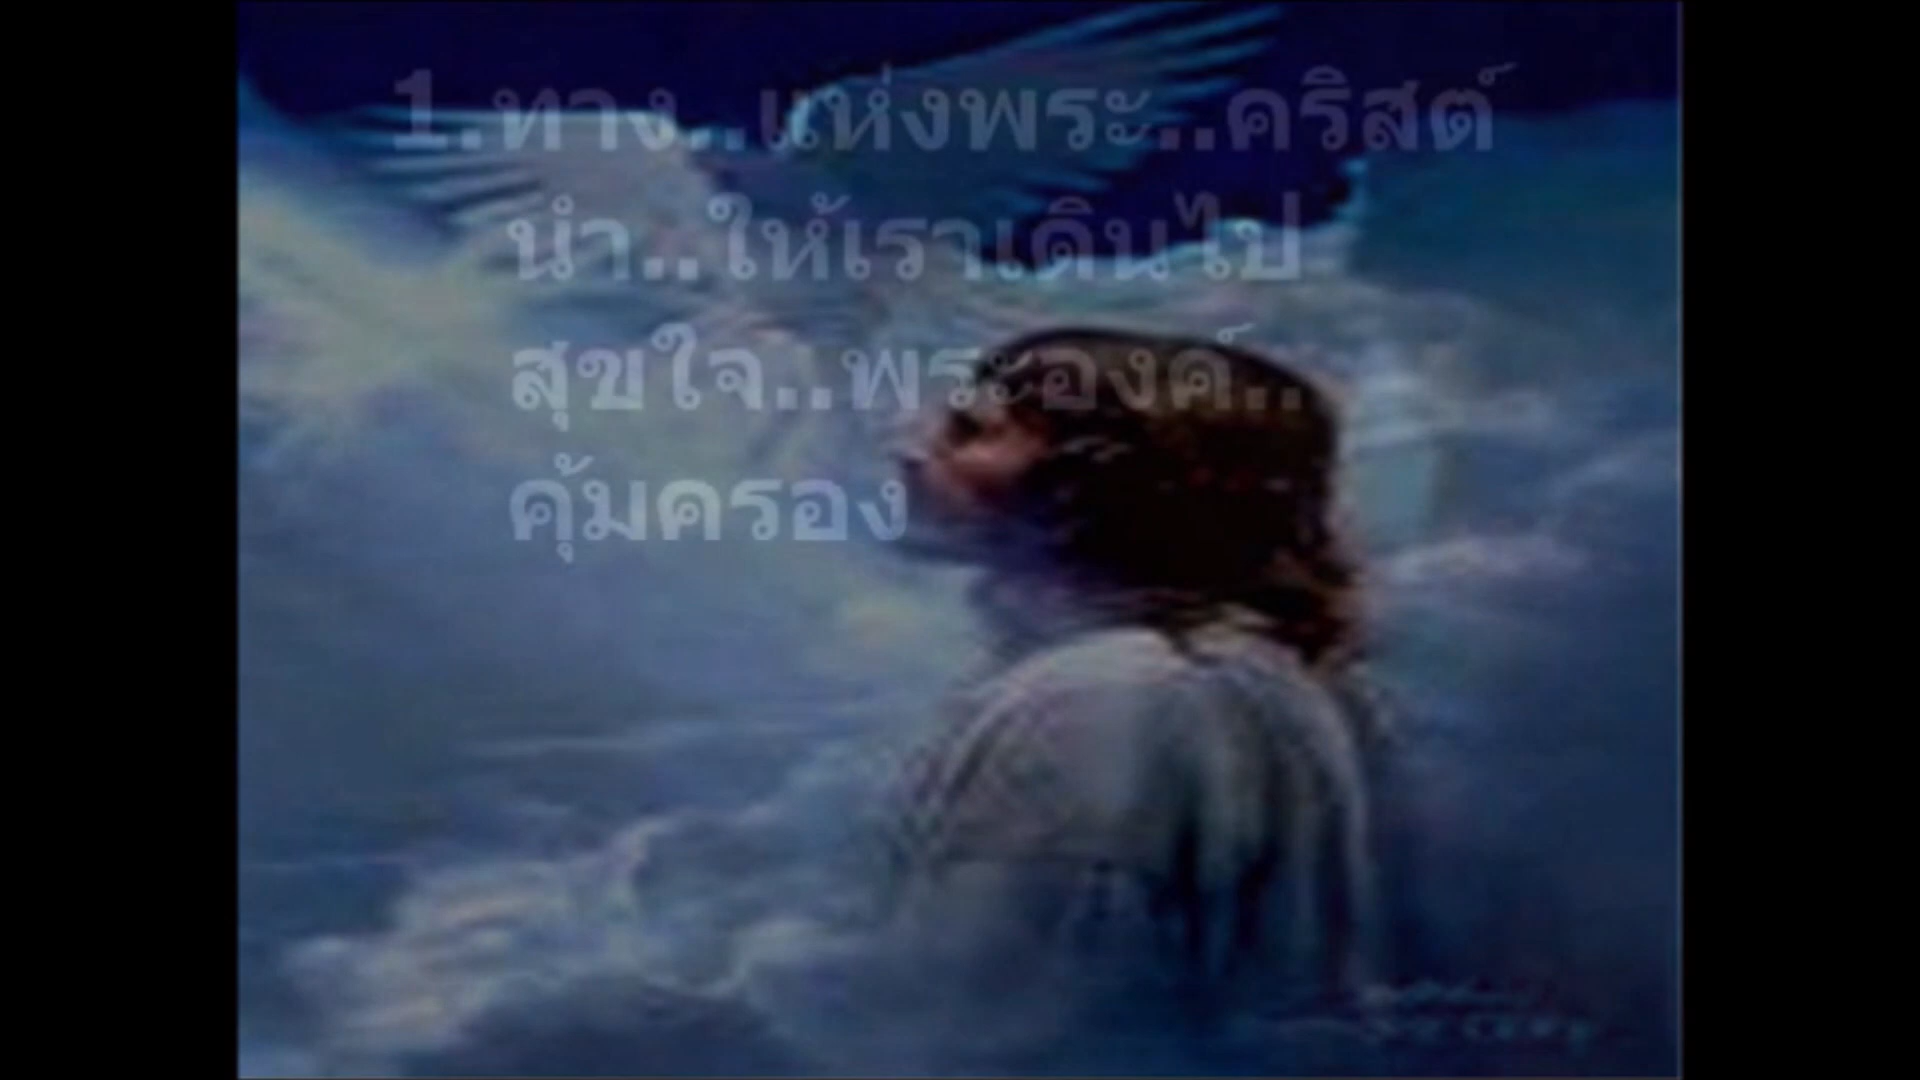 1.ทาง..แห่งพระ..คริสต์
นำ..ให้เราเดินไป
สุขใจ..พระองค์..
คุ้มครอง